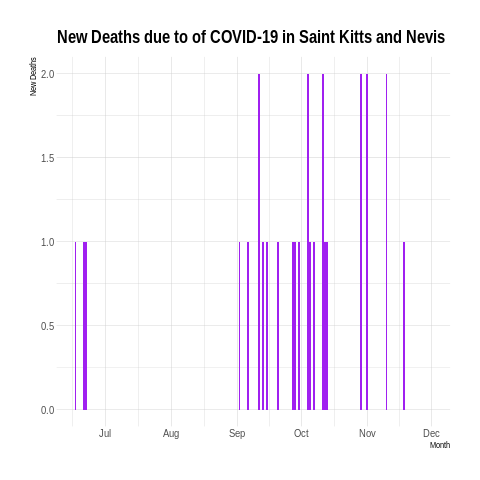 New Deaths due to of COVID-19 in Saint Kitts and Nevis
New Deaths
2.0
1.5
1.0
0.5
0.0
Jul Aug Sep Oct Nov Dec
Month